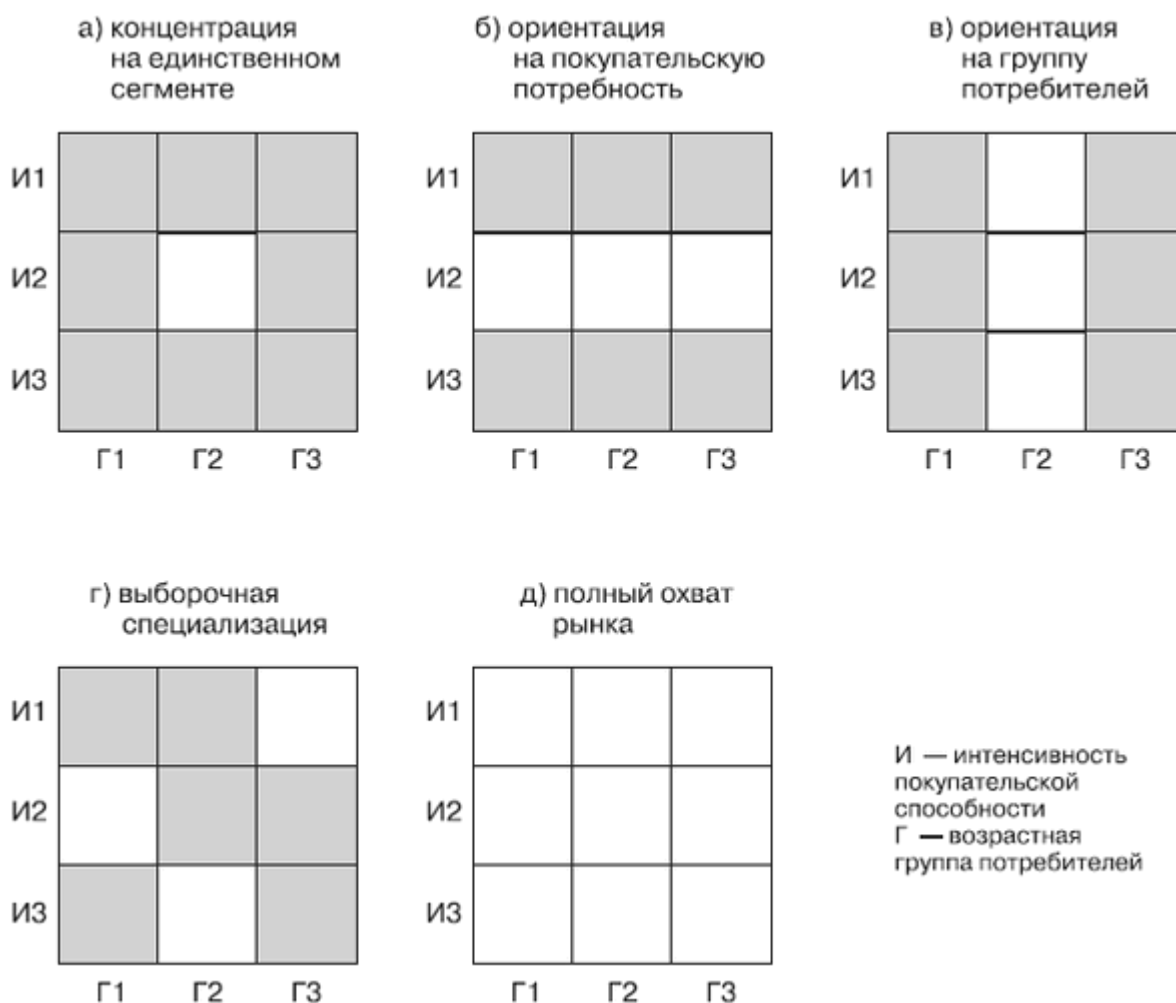 а) концентрация
на единственном
сегменте
б) ориентация
на покупательскую
потребность
в) ориентация
на группу
потребителей
И1
И2
И3
Г1 Г2 Г3
И1
И2
И3
Г1 Г2 Г3
И1
И2
И3
Г1 Г2 Г3
г) выборочная
специализация
д) полный охват
рынка
И1
И2
И3
Г1 Г2 Г3
И1
И2
И3
Г1 Г2 Г3
И — интенсивность
покупательской
способности
Г — возрастная
группа потребителей